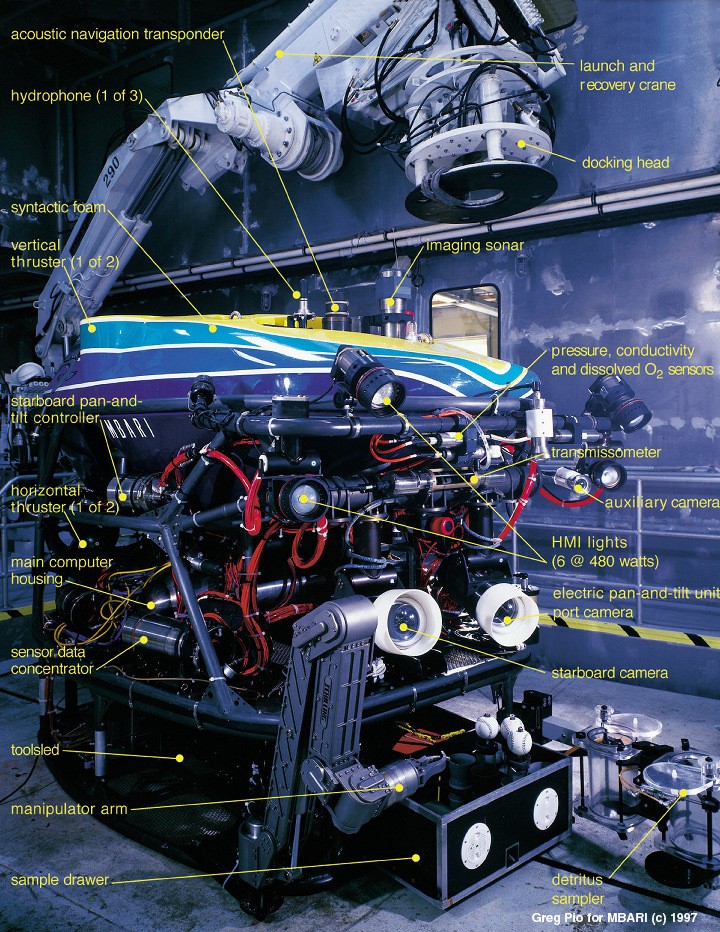 acoustic navigation transponder
launch and
recovery crane
hydrophone (1 of 3)
290
docking head
syntactic foam
vertical
thruster (1 of 2)
imaging sonar
pressure, conductivity
and dissolved O2 sensors
starboard pan-and-
tilt controller
MBARI
transmissometer
horizontal
thruster (1 of 2)
auxiliary camera
HMI lights
(6 @ 480 watts)
main computer
housing
electric pan-and-tilt unit
port camera
sensor data
concentrator
starboard camera
toolsled
manipulator arm
sample drawer
detritus
sampler
Greg Pio for MBARI (c) 1997